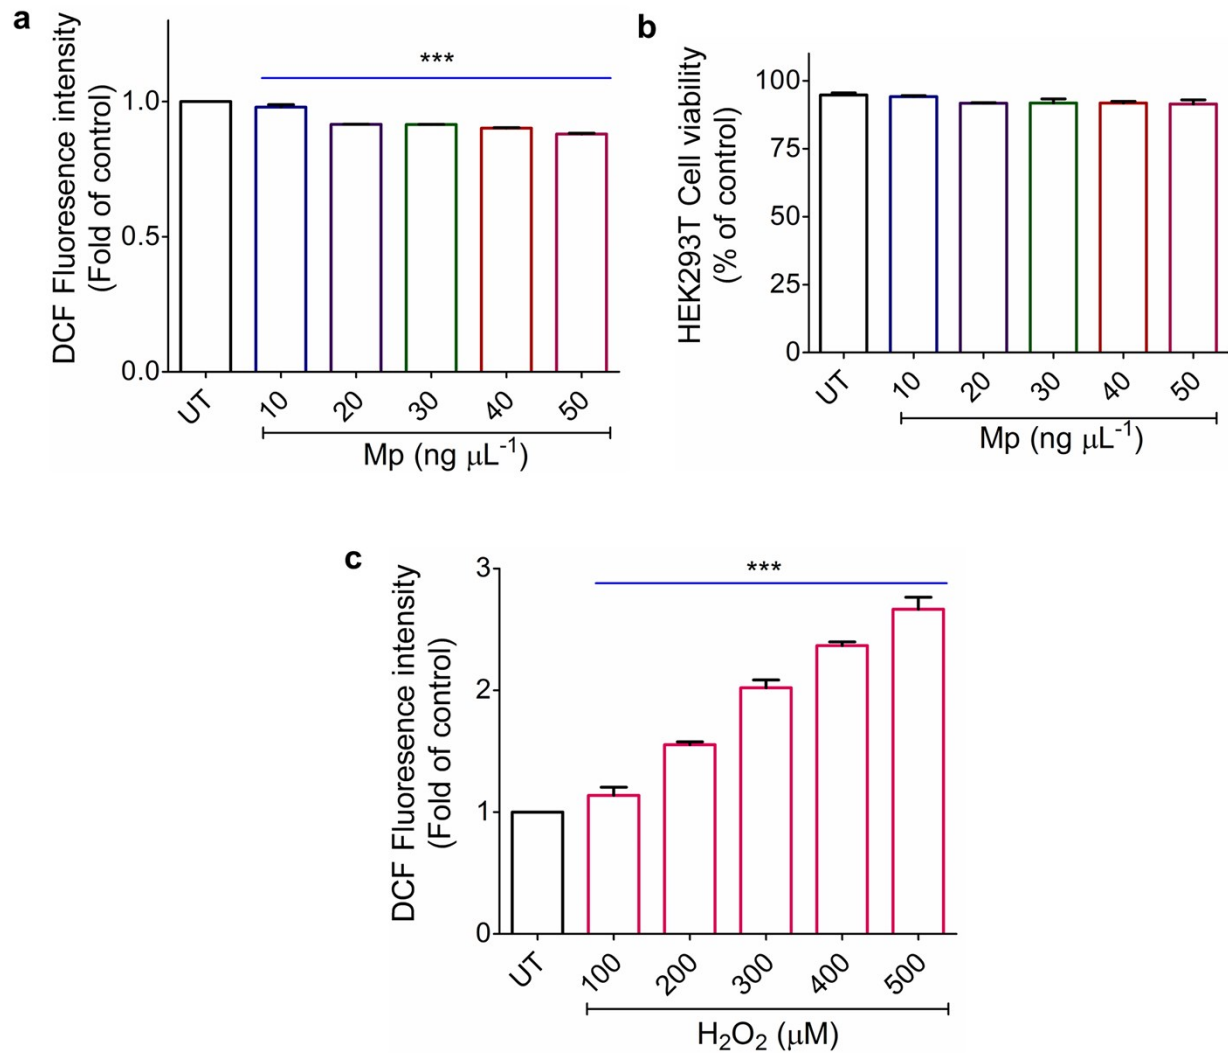 a
DCF Fluoresence intensity
(Fold of control)
***
1.0
0.5
0.0
UT
10
20
30
40
50
Mp (ng μL⁻¹)
b
HEK293T Cell viability
(% of control)
100
75
50
25
0
UT
10
20
30
40
50
Mp (ng μL⁻¹)
c
DCF Fluoresence intensity
(Fold of control)
***
3
2
1
0
UT
100
200
300
400
500
H₂O₂ (μM)